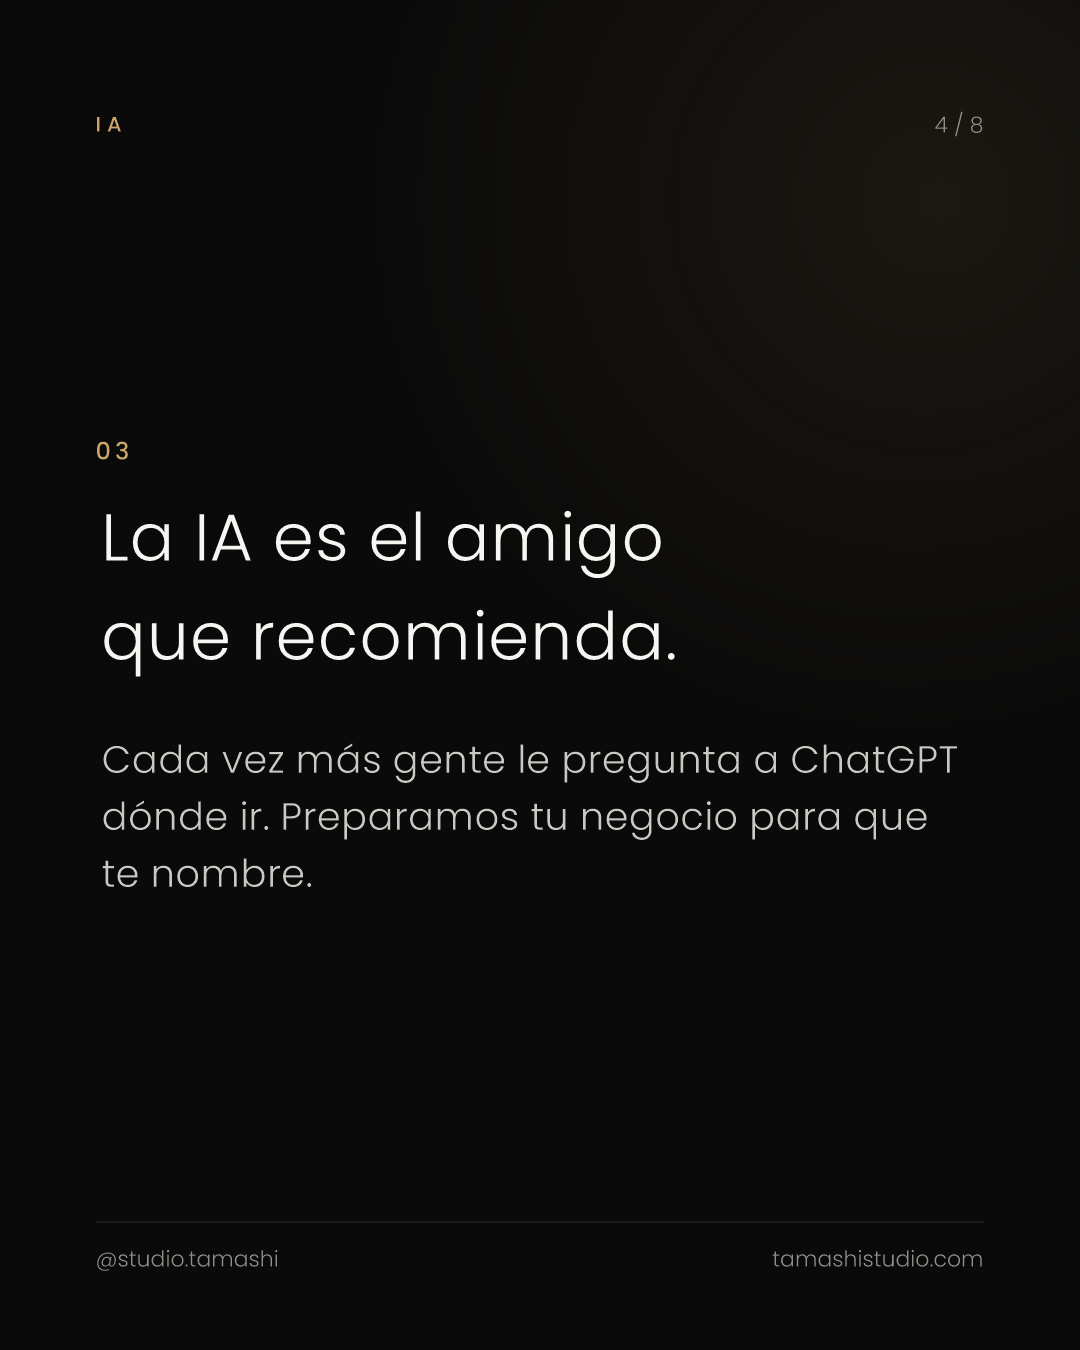 IA
4 / 8
03
La IA es el amigo
que recomienda.
Cada vez más gente le pregunta a ChatGPT
dónde ir. Preparamos tu negocio para que
te nombre.
@studio.tamashi
tamashistudio.com